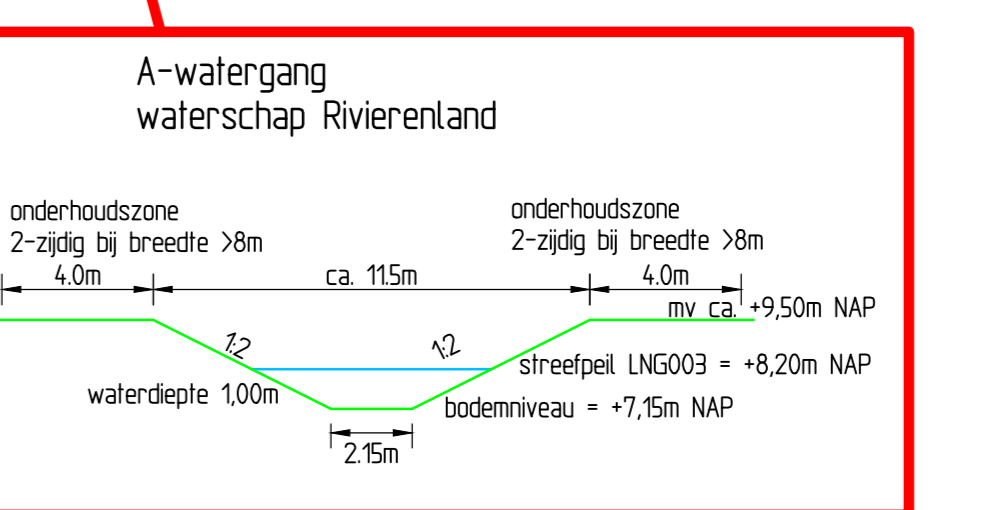 A-watergang
waterschap Rivierenland
onderhoudszone
2-zijdig bij breedte >8m
4.0m
ca. 11.5m
onderhoudszone
2-zijdig bij breedte >8m
4.0m
mv ca. +9,50m NAP
1:2
1:2
streefpeil LNG003 = +8,20m NAP
waterdiepte 1,00m
bodemniveau = +7,15m NAP
2.15m